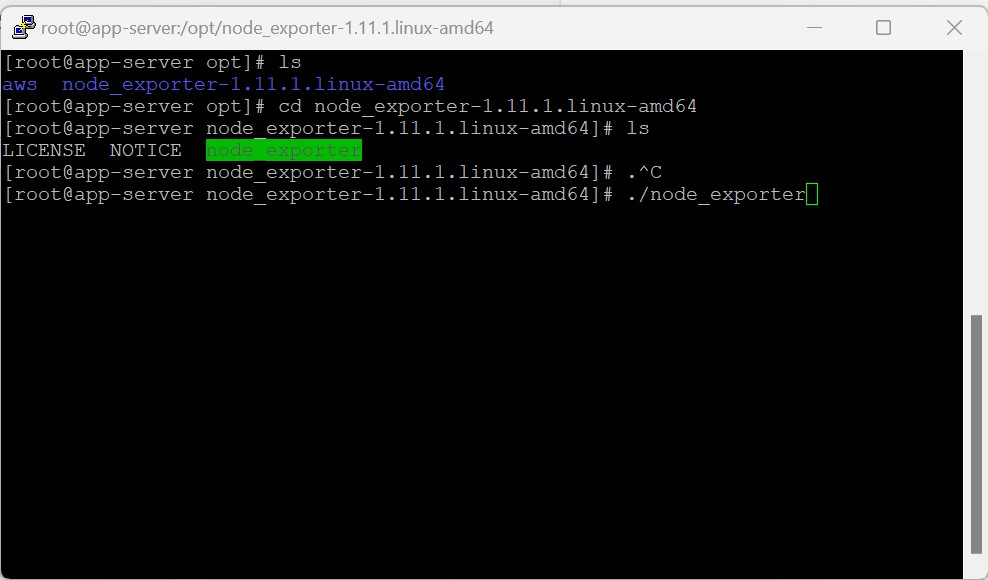 root@app-server:/opt/node_exporter-1.11.1.linux-amd64
[root@app-server opt]# ls
aws  node_exporter-1.11.1.linux-amd64
[root@app-server opt]# cd node_exporter-1.11.1.linux-amd64
[root@app-server node_exporter-1.11.1.linux-amd64]# ls
LICENSE  NOTICE  node_exporter
[root@app-server node_exporter-1.11.1.linux-amd64]# .^C
[root@app-server node_exporter-1.11.1.linux-amd64]# ./node_exporter